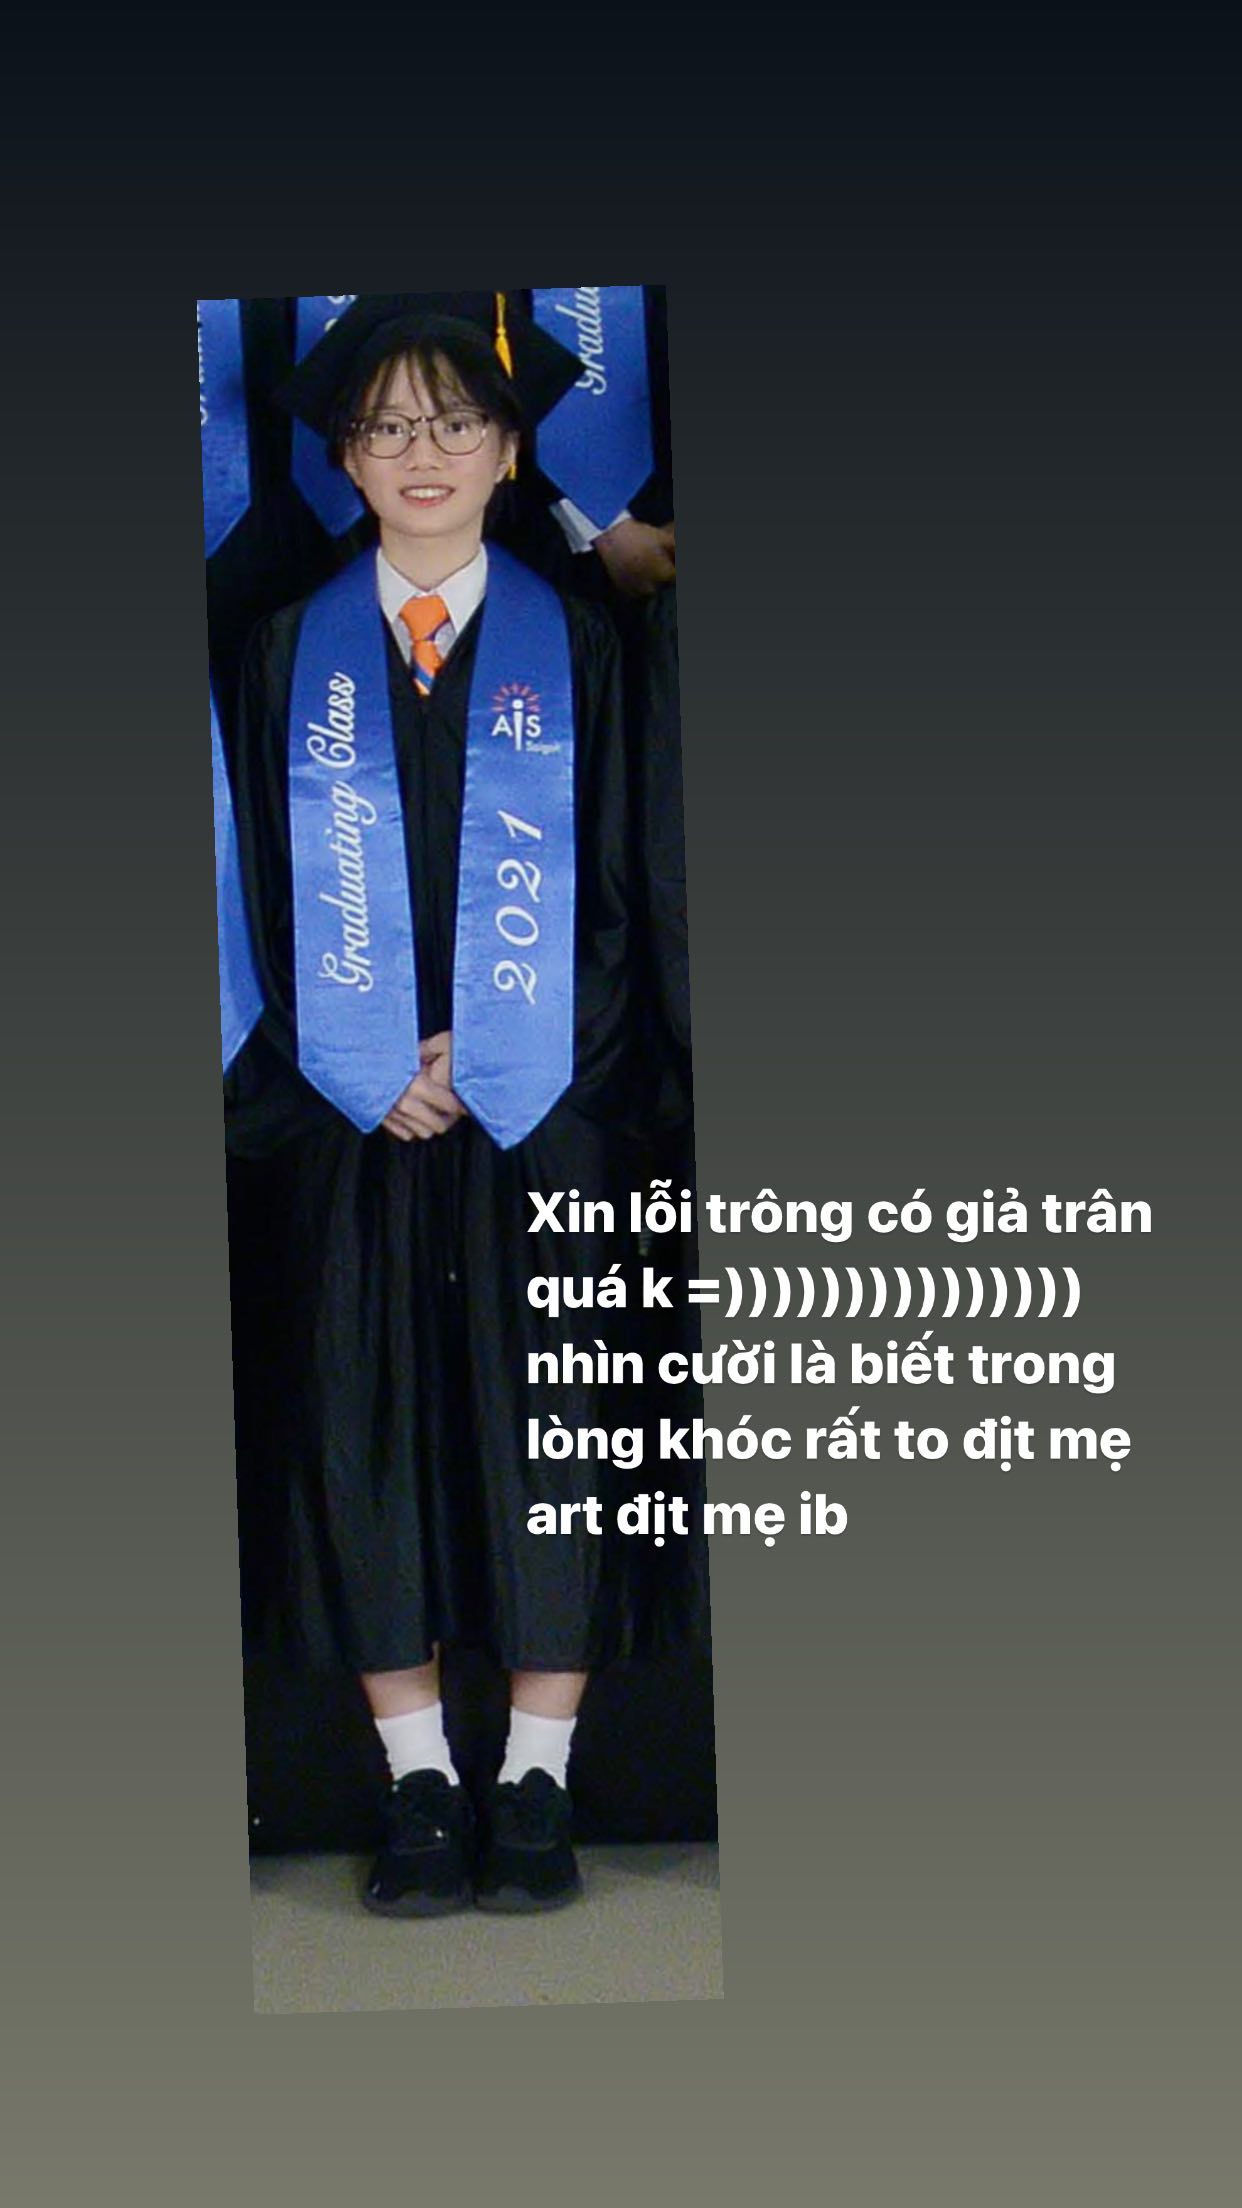 Graduating Class
AiS
Saigon
2021
Gradu
Xin lỗi trông có giả trân
quá k =)))))))))))))))
nhìn cười là biết trong
lòng khóc rất to địt mẹ
art địt mẹ ib